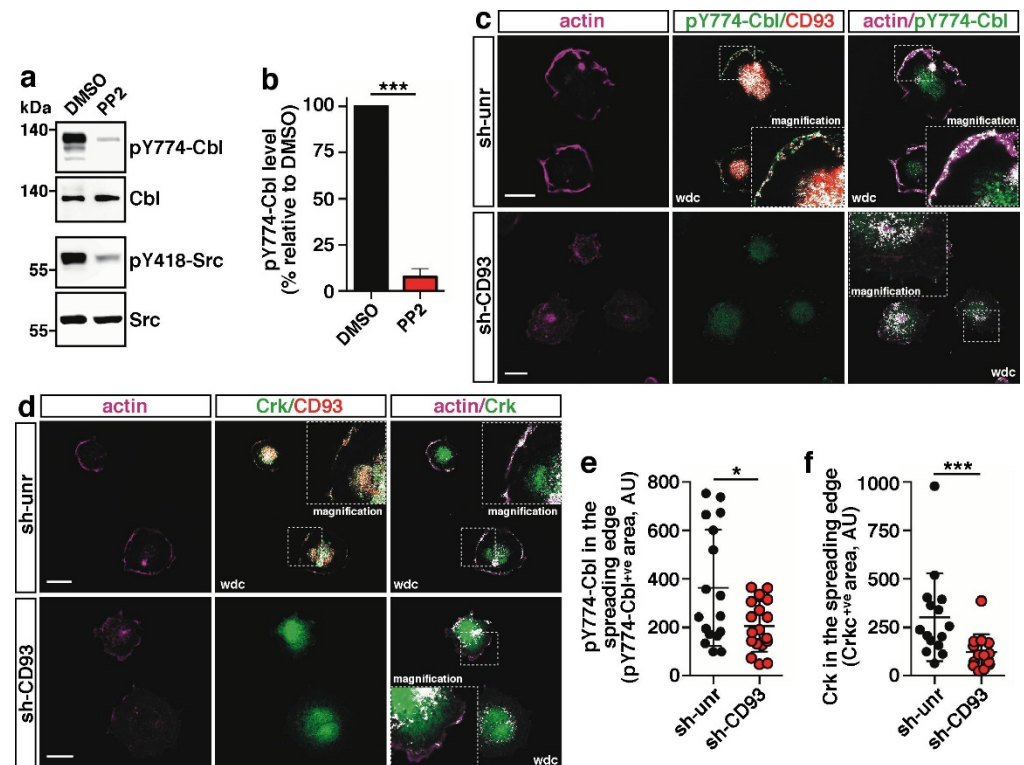 a
kDa
DMSO
PP2
140
pY774-Cbl
140
Cbl
55
pY418-Src
55
Src
b
***
pY774-Cbl level
(% relative to DMSO)
100
75
50
25
0
DMSO
PP2
c
actin
pY774-Cbl/CD93
actin/pY774-Cbl
sh-unr
magnification
magnification
wdc
wdc
sh-CD93
magnification
wdc
d
actin
Crk/CD93
actin/Crk
sh-unr
magnification
magnification
wdc
wdc
sh-CD93
magnification
wdc
e
*
pY774-Cbl in the
spreading edge
(pY774-Cbl+ve area, AU)
800
600
400
200
0
sh-unr
sh-CD93
f
***
Crk in the spreading edge
(Crkc+ve area, AU)
1000
750
500
250
0
sh-unr
sh-CD93